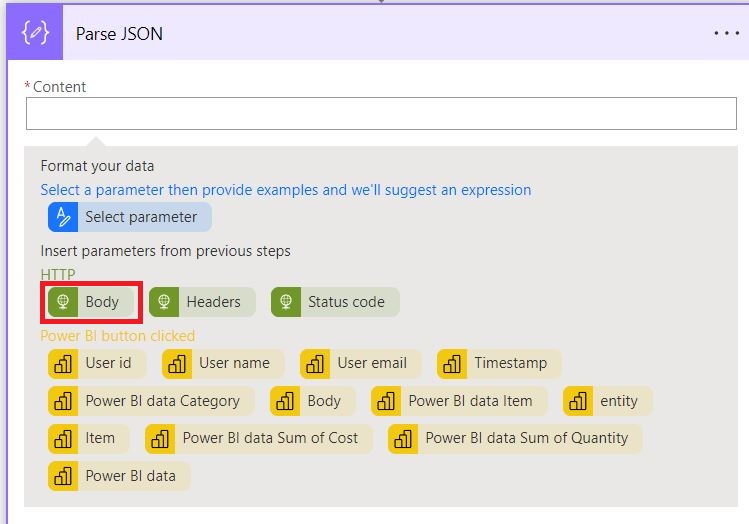 Parse JSON
* Content
Format your data
Select a parameter then provide examples and we'll suggest an expression
Select parameter
Insert parameters from previous steps
HTTP
Body Headers Status code
Power BI button clicked
User id User name User email Timestamp
Power BI data Category Body Power BI data Item entity
Item Power BI data Sum of Cost Power BI data Sum of Quantity
Power BI data